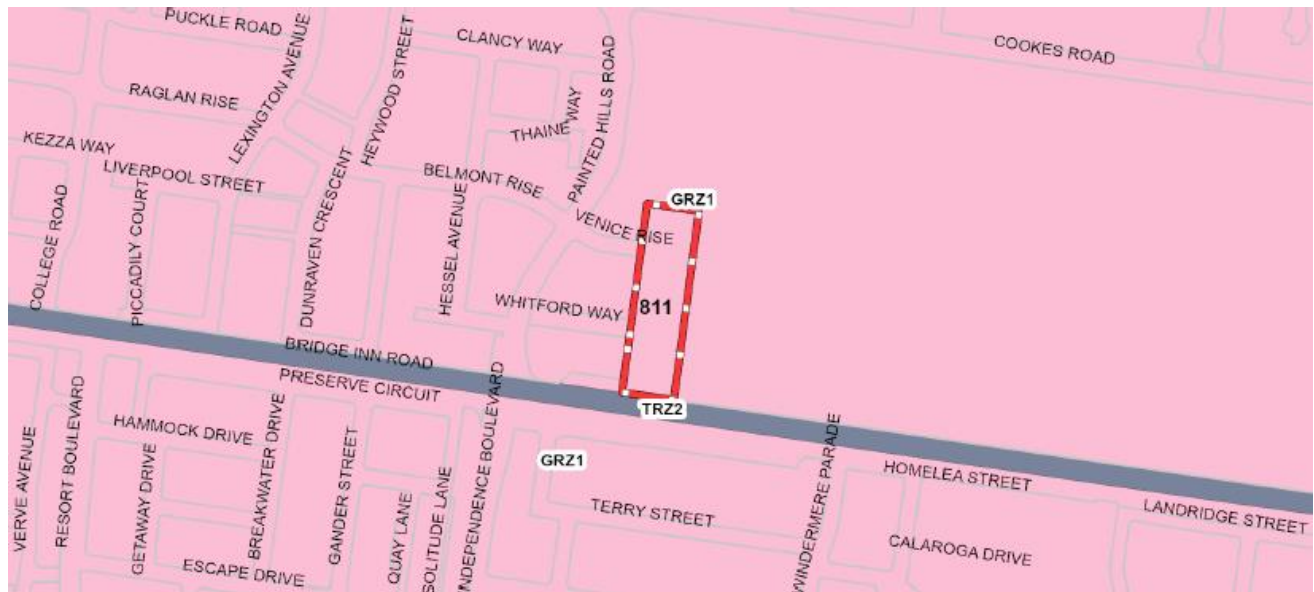 PUCKLE ROAD
CLANCY WAY
COOKES ROAD
LEXINGTON AVENUE
HEYWOOD STREET
PAINTED HILLS ROAD
RAGLAN RISE
THAINE WAY
KEZZA WAY
LIVERPOOL STREET
BELMONT RISE
GRZ1
COLLEGE ROAD
PICCADILY COURT
DUNRAVEN CRESCENT
HESSEL AVENUE
VENICE RISE
WHITFORD WAY
811
BRIDGE INN ROAD
PRESERVE CIRCUIT
TRZ2
VERVE AVENUE
RESORT BOULEVARD
HAMMOCK DRIVE
GETAWAY DRIVE
BREAKWATER DRIVE
GANDER STREET
QUAY LANE
SOLITUDE LANE
INDEPENDENCE BOULEVARD
GRZ1
WINDERMERE PARADE
HOMELEA STREET
LANDRIDGE STREET
TERRY STREET
CALAROGA DRIVE
ESCAPE DRIVE